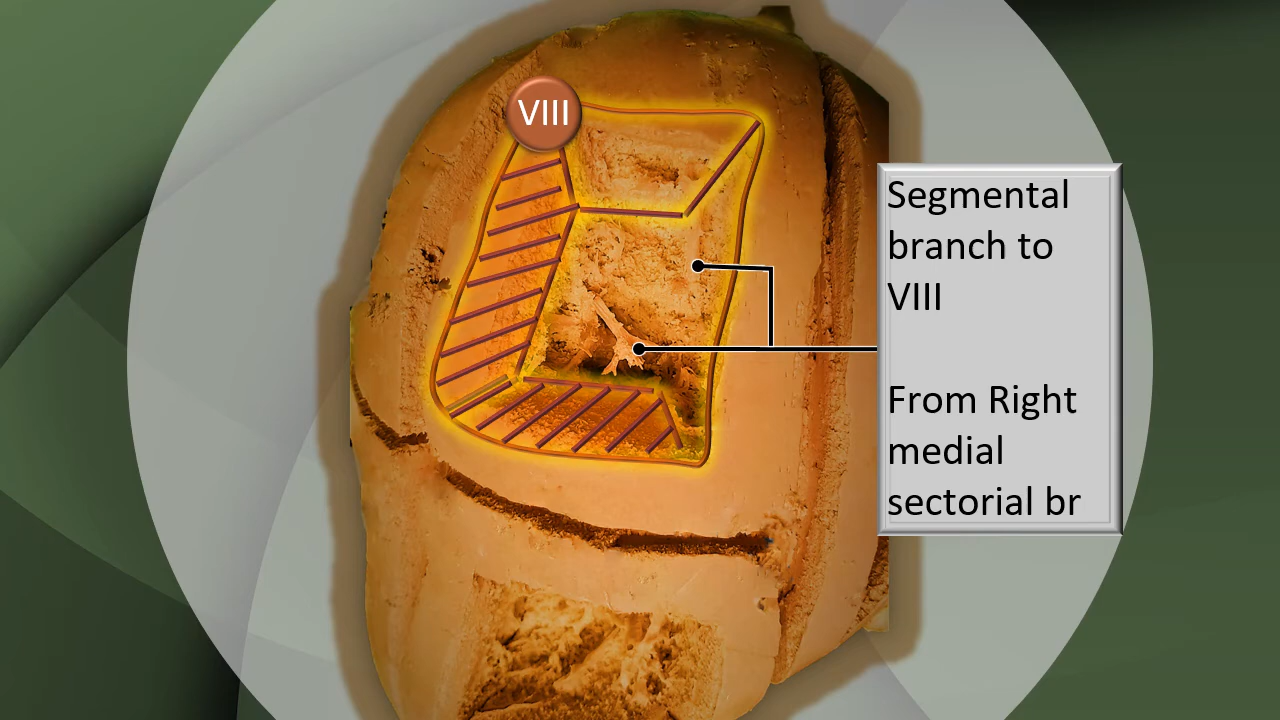 VIII
Segmental
branch to
VIII
From Right
medial
sectorial br